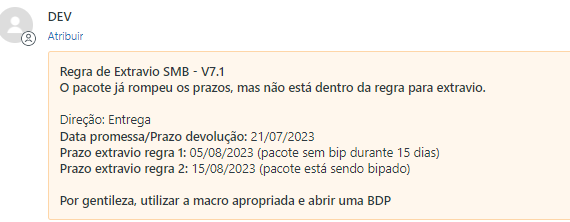 DEV
Atribuir
Regra de Extravio SMB - V7.1
O pacote já rompeu os prazos, mas não está dentro da regra para extravio.
Direção: Entrega
Data promessa/Prazo devolução: 21/07/2023
Prazo extravio regra 1: 05/08/2023 (pacote sem bip durante 15 dias)
Prazo extravio regra 2: 15/08/2023 (pacote está sendo bipado)
Por gentileza, utilizar a macro apropriada e abrir uma BDP